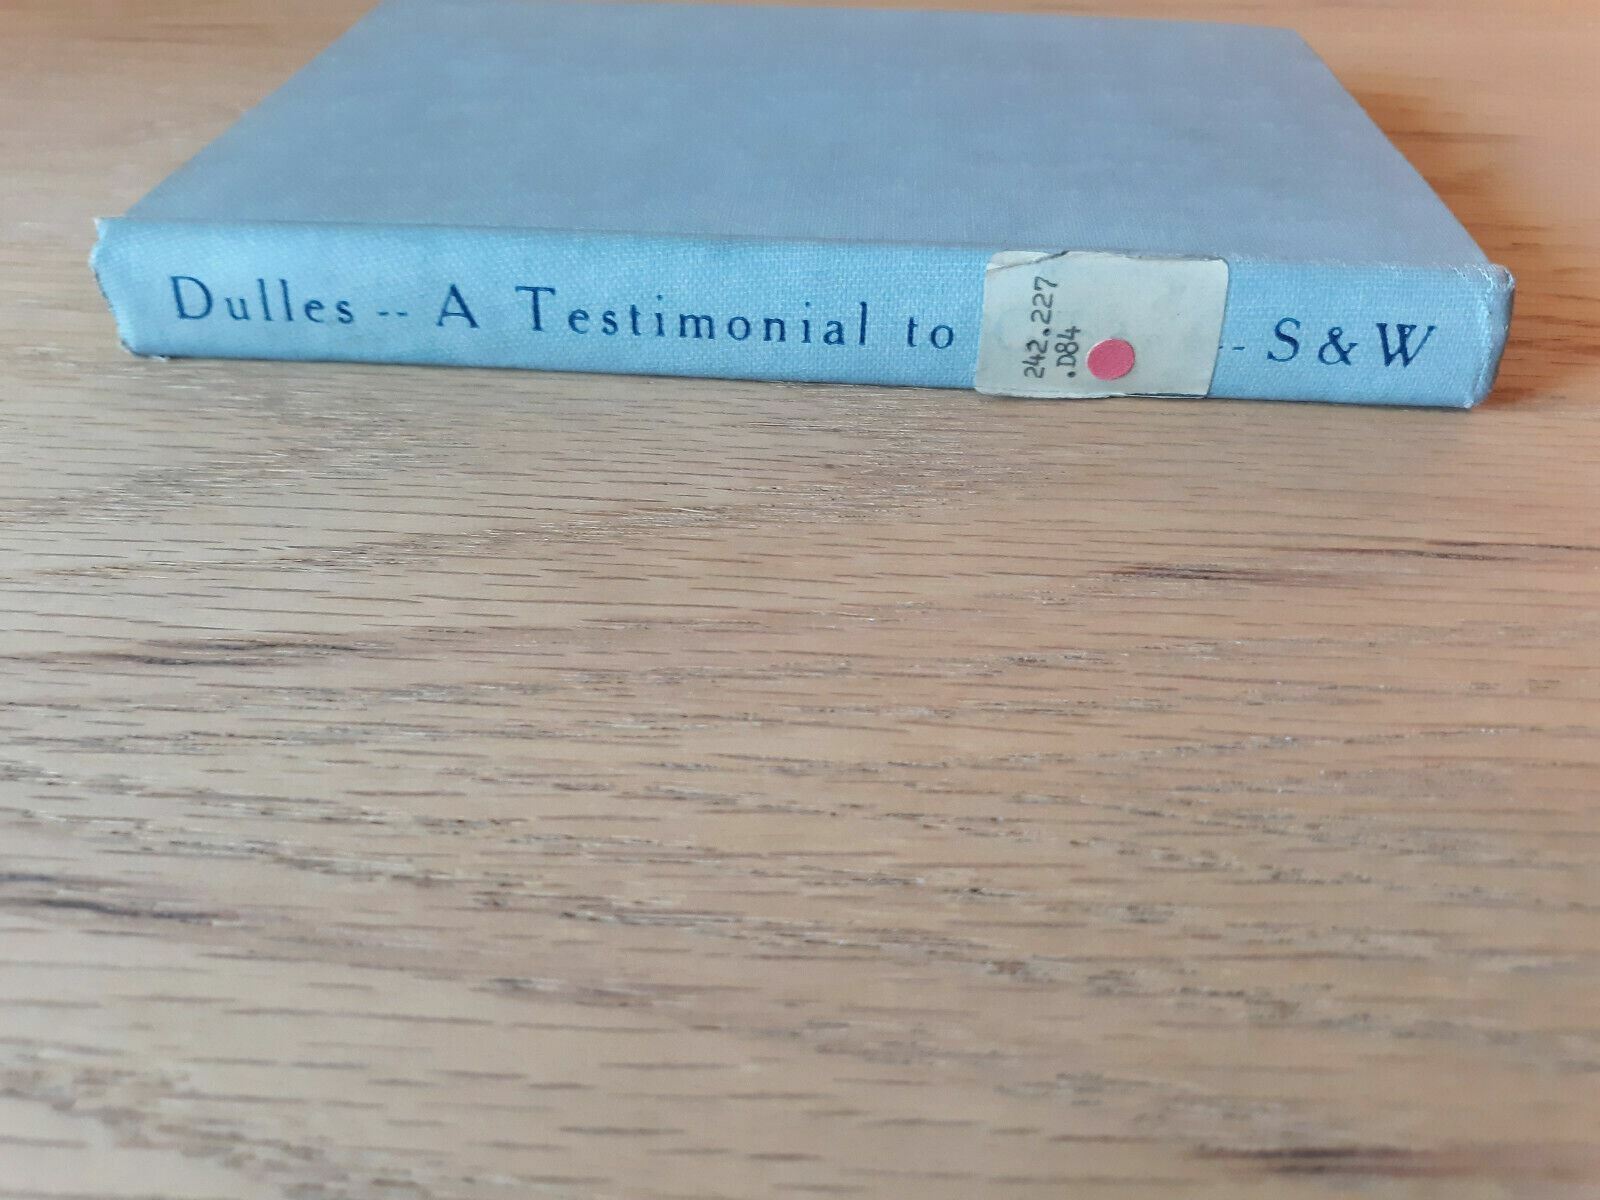 Dulles -- A Testimonial to -- S & W
242.227
.D84